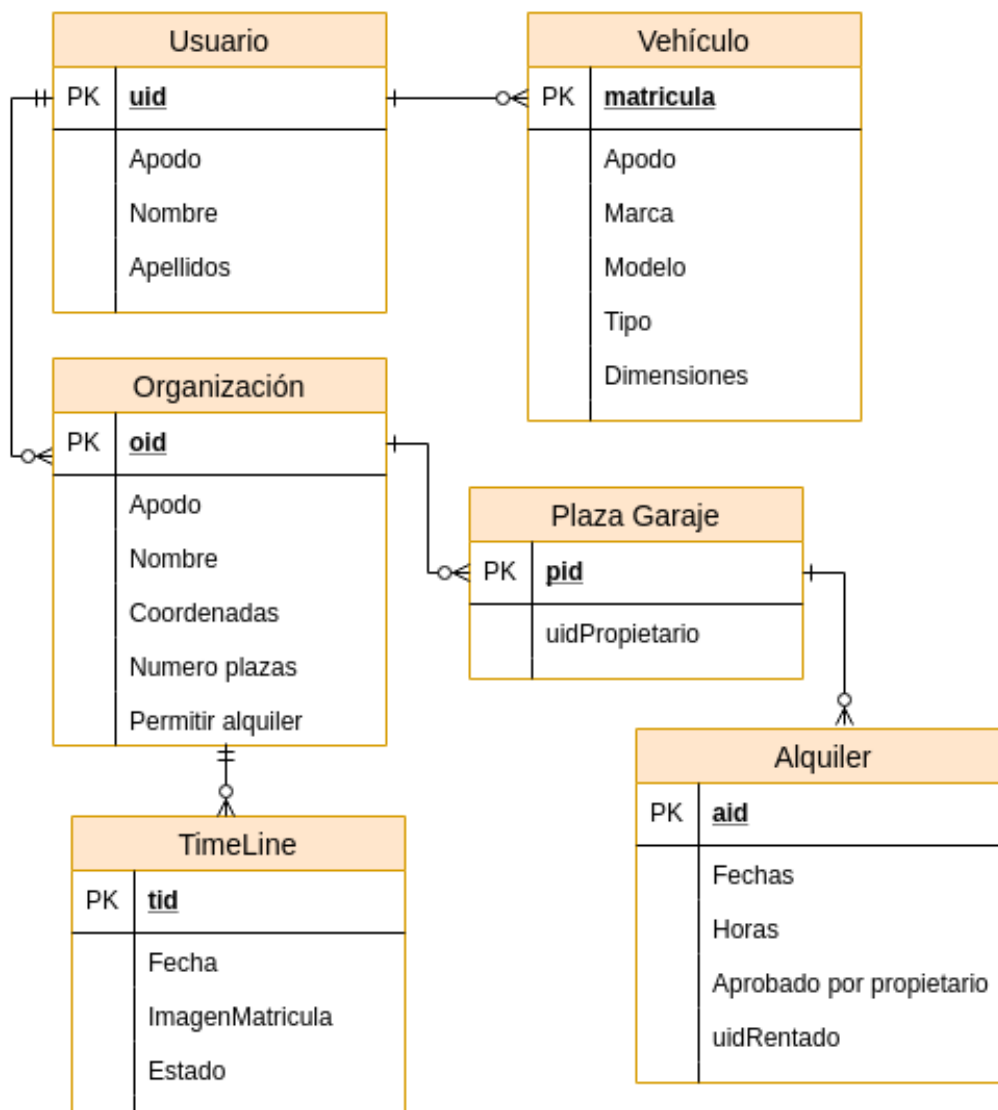 Usuario
PK uid
Apodo
Nombre
Apellidos
Vehículo
PK matricula
Apodo
Marca
Modelo
Tipo
Dimensiones
Organización
PK oid
Apodo
Nombre
Coordenadas
Numero plazas
Permitir alquiler
Plaza Garaje
PK pid
uidPropietario
Alquiler
PK aid
Fechas
Horas
Aprobado por propietario
uidRentado
TimeLine
PK tid
Fecha
ImagenMatricula
Estado